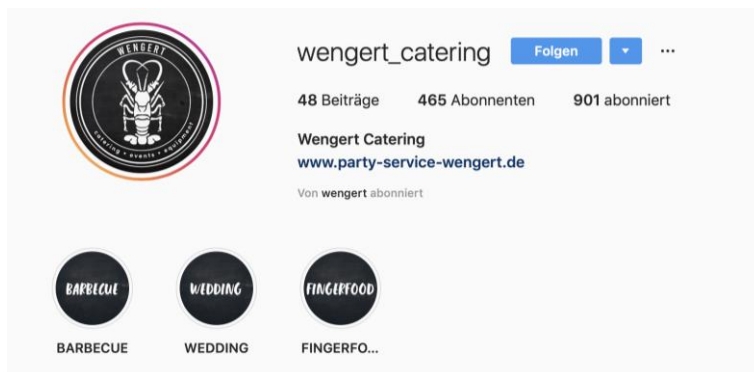 WENGERT
catering • events • equipment
wengert_catering Folgen
48 Beiträge 465 Abonnenten 901 abonniert
Wengert Catering
www.party-service-wengert.de
Von wengert abonniert
BARBECUE WEDDING FINGERFOOD
BARBECUE WEDDING FINGERFO...